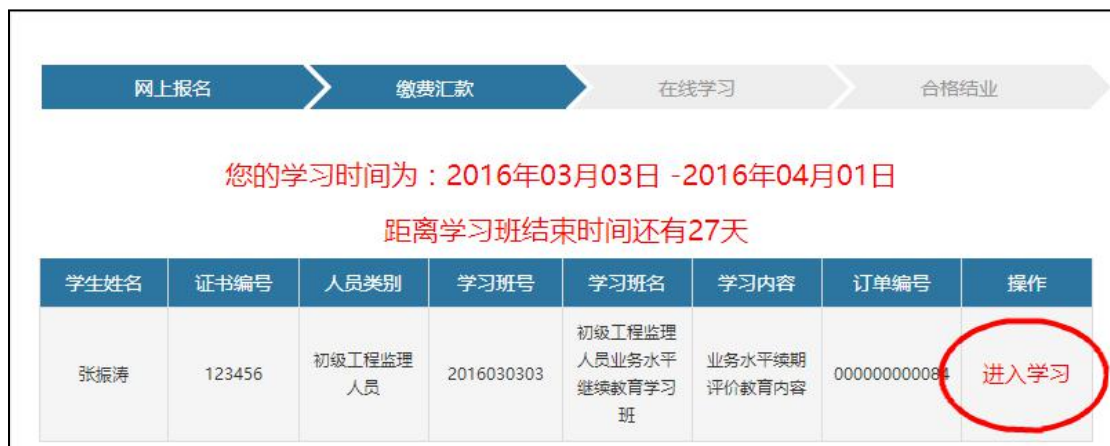 网上报名 缴费汇款 在线学习 合格结业
您的学习时间为：2016年03月03日 -2016年04月01日
距离学习班结束时间还有27天
学生姓名 证书编号 人员类别 学习班号 学习班名 学习内容 订单编号 操作
张振涛
123456
初级工程监理
人员
2016030303
初级工程监理
人员业务水平
继续教育学习
班
业务水平续期
评价教育内容
000000000084
进入学习